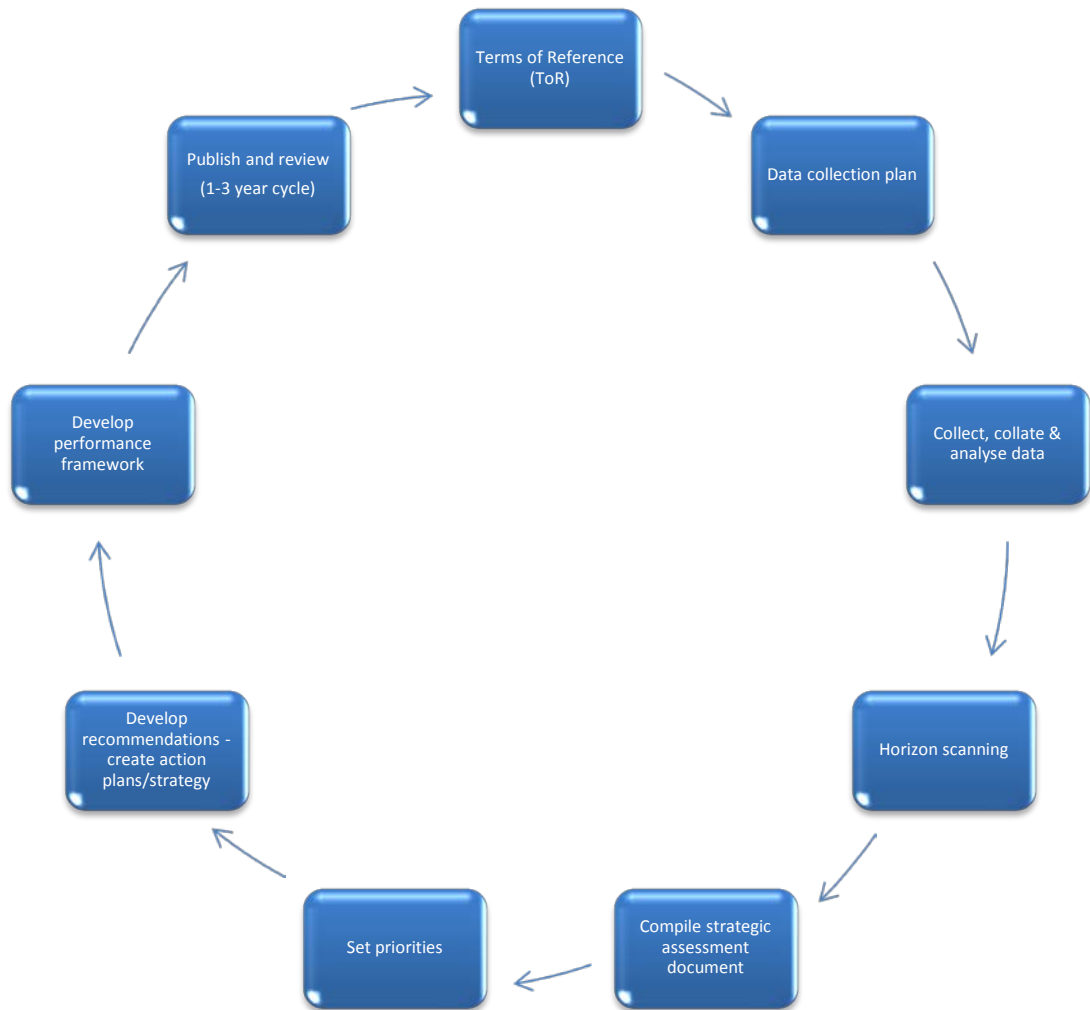 Terms of Reference
(ToR)
Data collection plan
Collect, collate &
analyse data
Horizon scanning
Compile strategic
assessment
document
Set priorities
Develop
recommendations -
create action
plans/strategy
Develop
performance
framework
Publish and review
(1-3 year cycle)